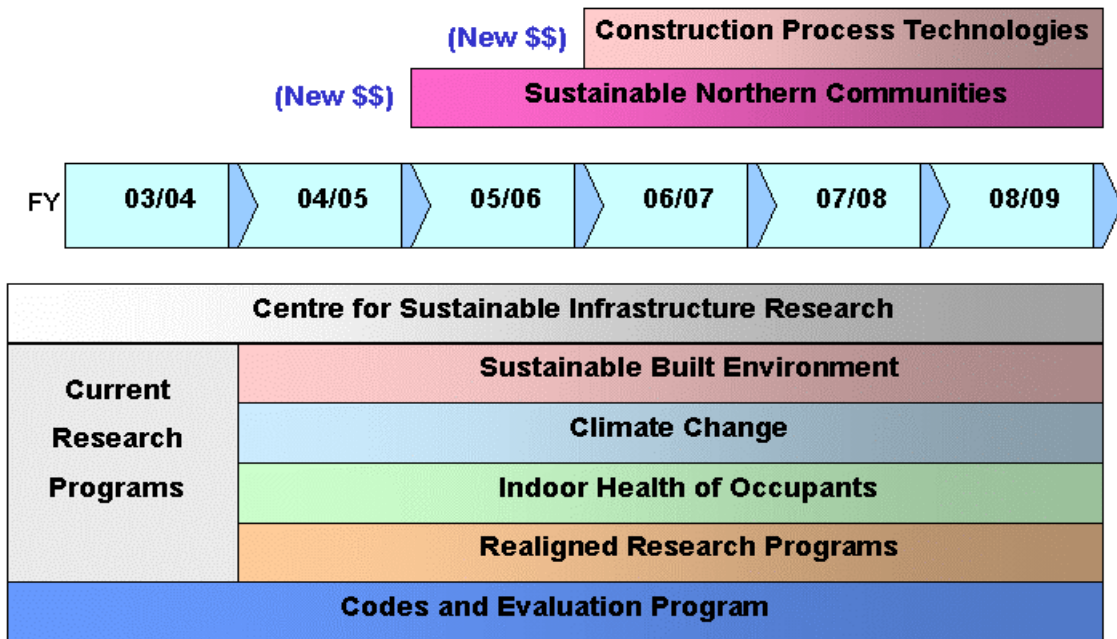 (New $$) Construction Process Technologies
(New $$) Sustainable Northern Communities
FY 03/04 04/05 05/06 06/07 07/08 08/09
Centre for Sustainable Infrastructure Research
Current
Research
Programs
Sustainable Built Environment
Climate Change
Indoor Health of Occupants
Realigned Research Programs
Codes and Evaluation Program